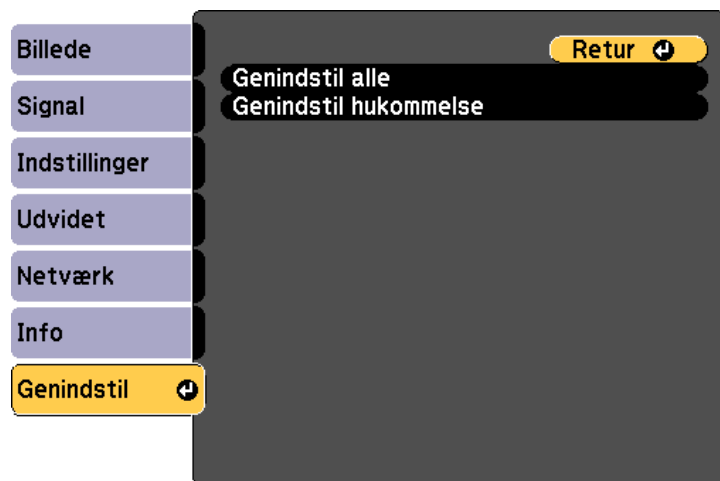 Billede
Signal
Indstillinger
Udvidet
Netværk
Info
Genindstil
Retur
Genindstil alle
Genindstil hukommelse